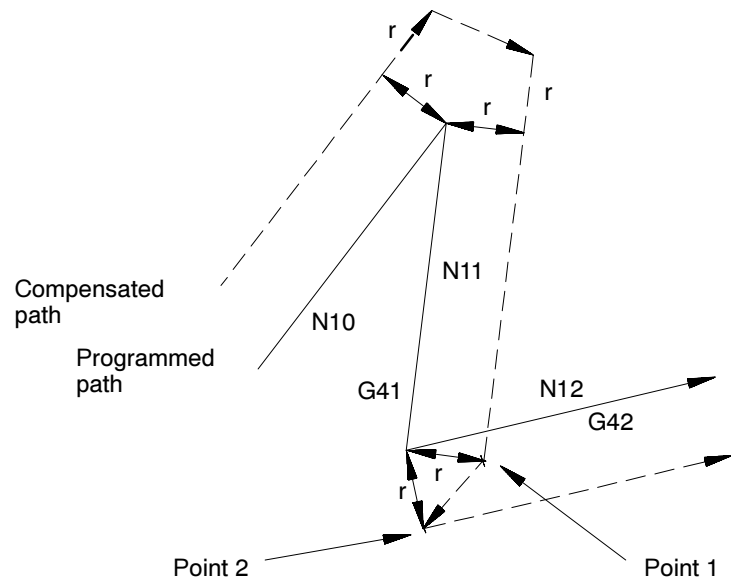 r
r
r
r
N11
Compensated
path
N10
Programmed
path
N12
G41
G42
r
r
Point 2
Point 1